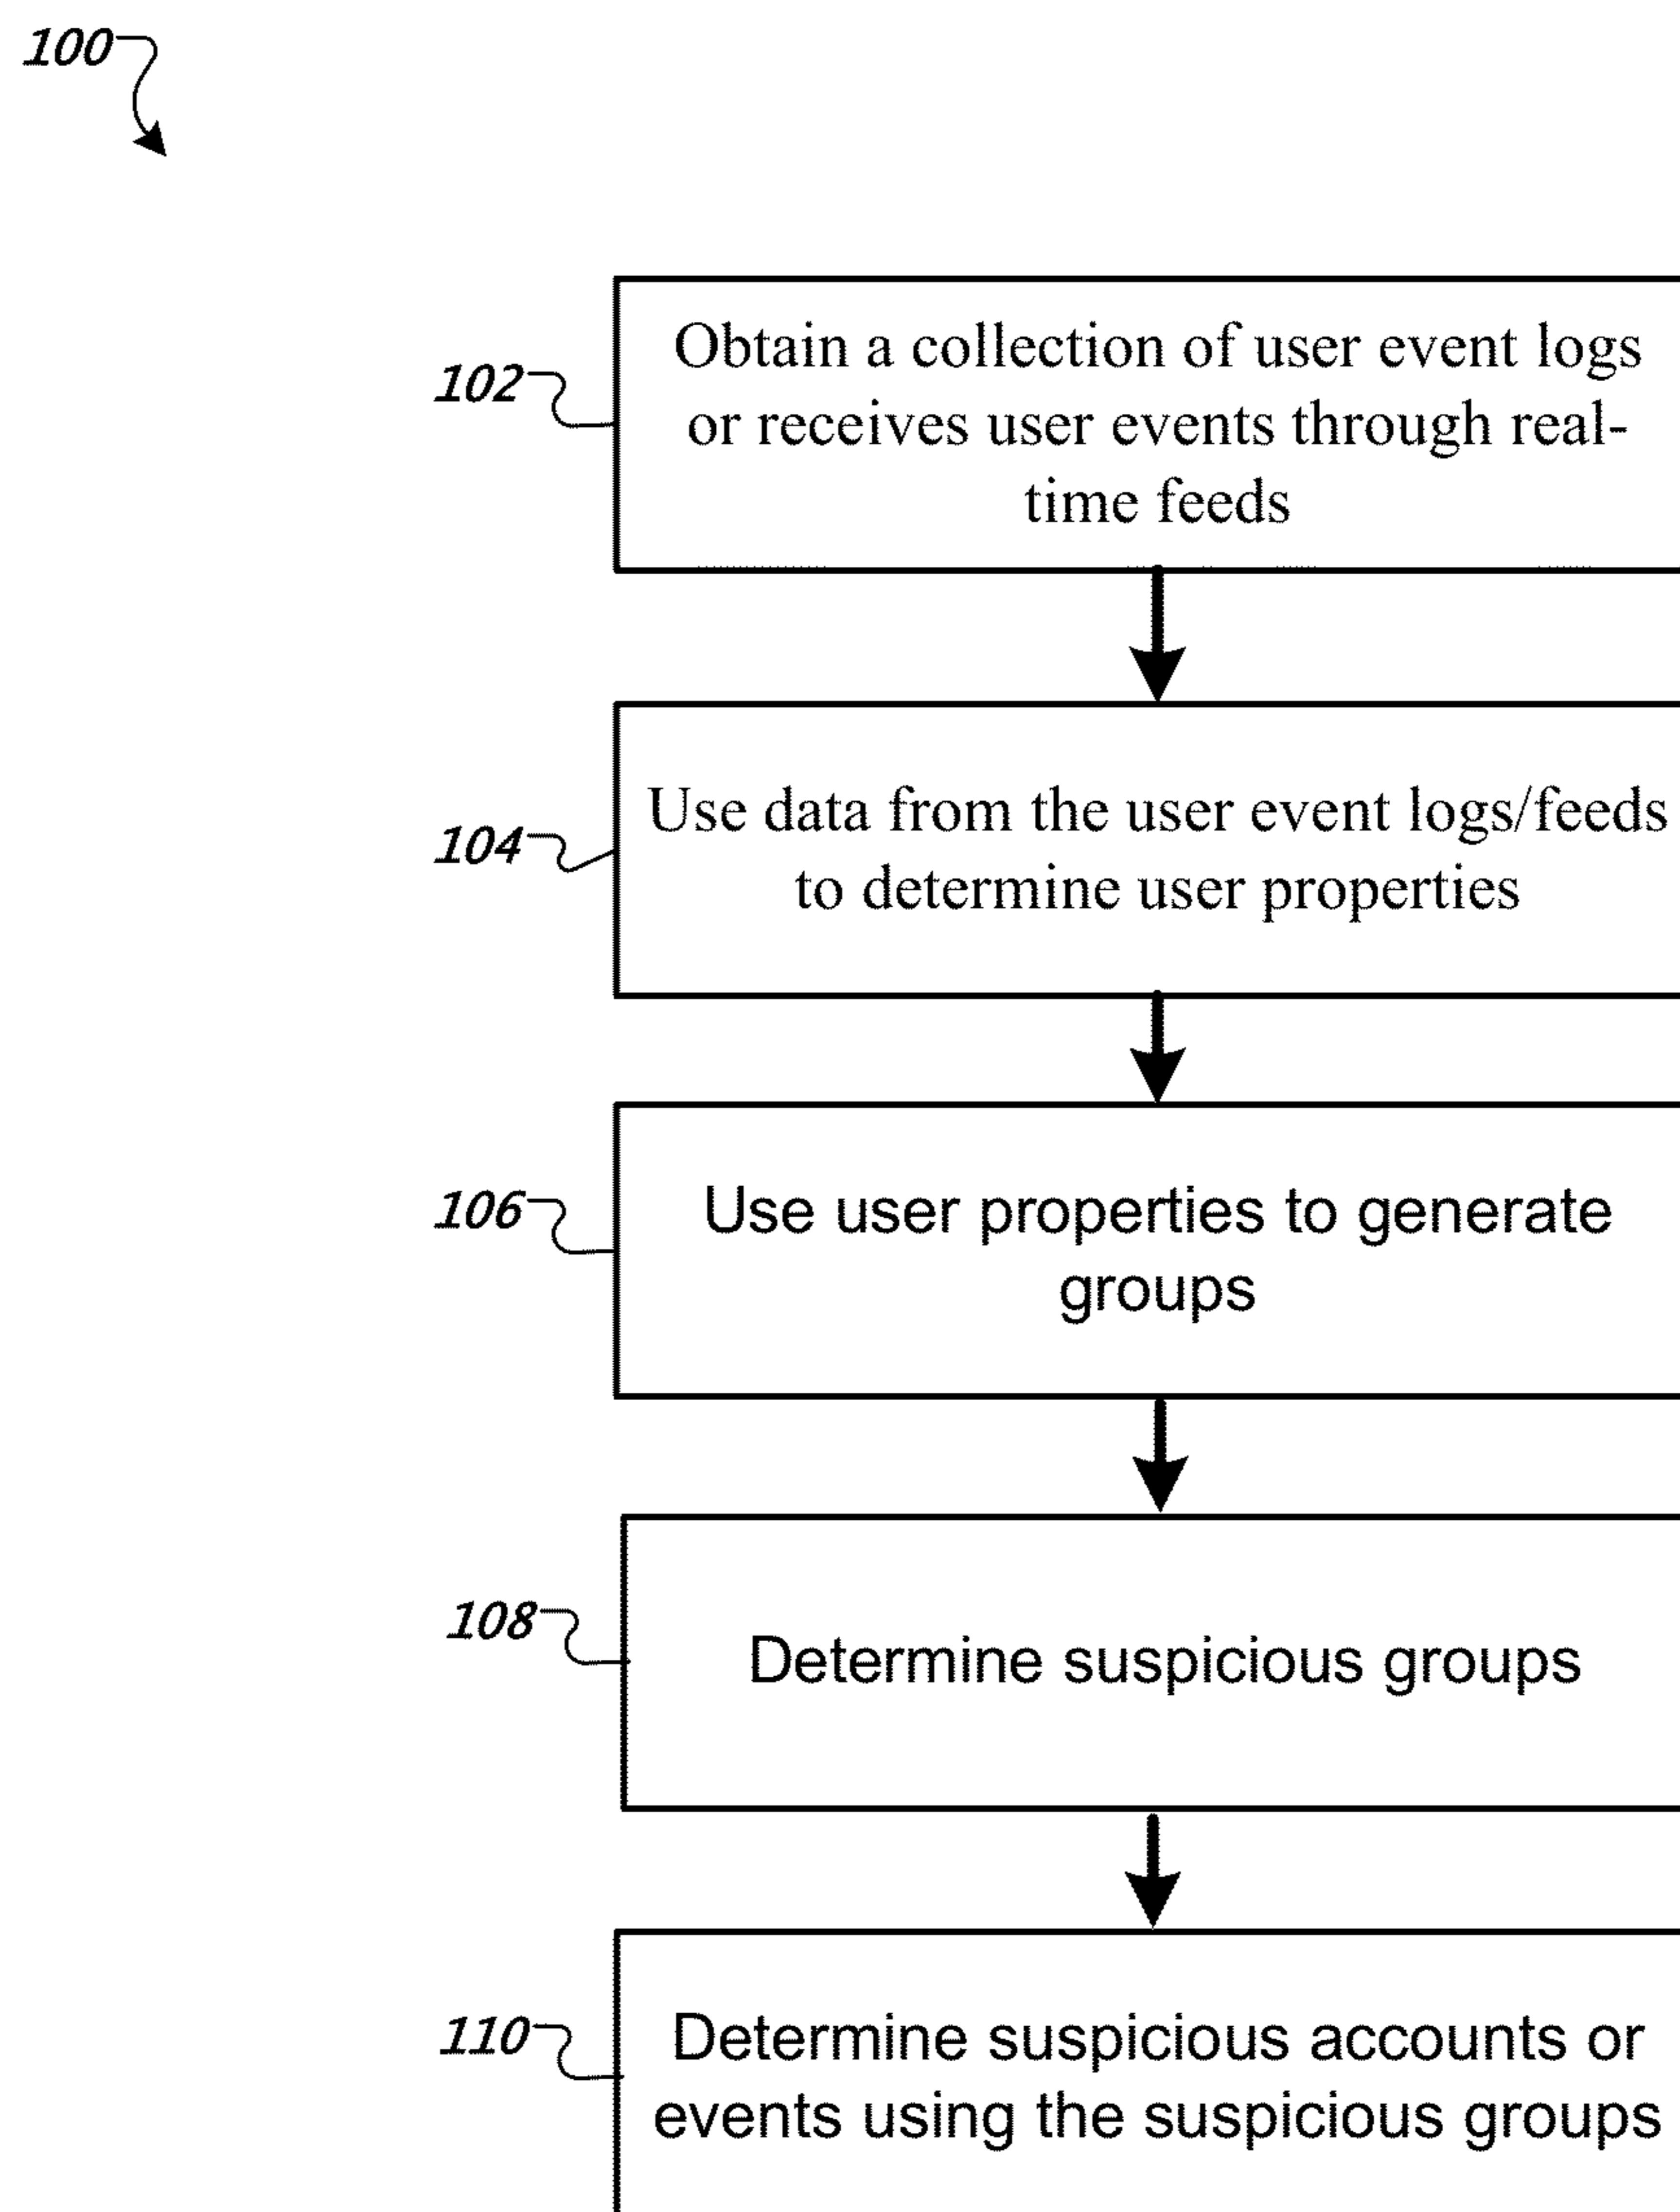 100
102
Obtain a collection of user event logs
or receives user events through real-
time feeds
104
Use data from the user event logs/feeds
to determine user properties
106
Use user properties to generate
groups
108
Determine suspicious groups
110
Determine suspicious accounts or
events using the suspicious groups